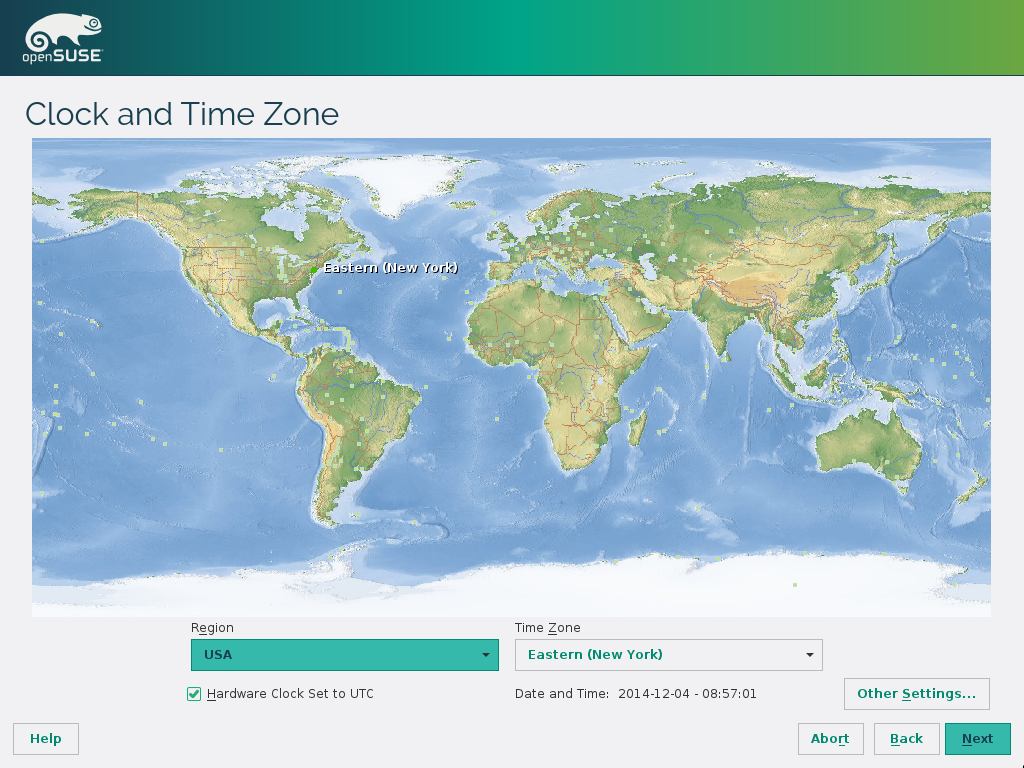 openSUSE
Clock and Time Zone
Eastern (New York)
Region
Time Zone
USA
Eastern (New York)
Hardware Clock Set to UTC
Date and Time: 2014-12-04 - 08:57:01
Other Settings...
Help
Abort
Back
Next